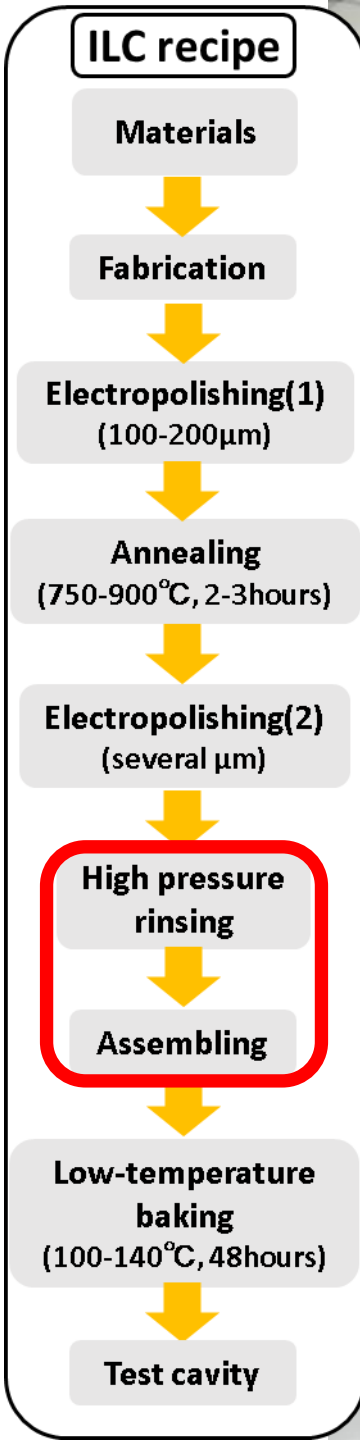 ILC recipe
Materials
Fabrication
Electropolishing(1)
(100-200μm)
Annealing
(750-900℃, 2-3hours)
Electropolishing(2)
(several μm)
High pressure
rinsing
Assembling
Low-temperature
baking
(100-140℃, 48hours)
Test cavity